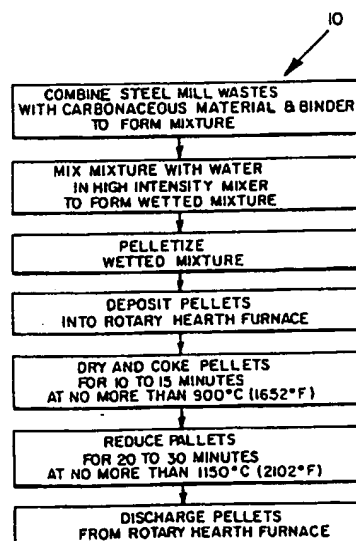 10
COMBINE STEEL MILL WASTES
WITH CARBONACEOUS MATERIAL & BINDER
TO FORM MIXTURE
MIX MIXTURE WITH WATER
IN HIGH INTENSITY MIXER
TO FORM WETTED MIXTURE
PELLETIZE
WETTED MIXTURE
DEPOSIT PELLETS
INTO ROTARY HEARTH FURNACE
DRY AND COKE PELLETS
FOR 10 TO 15 MINUTES
AT NO MORE THAN 900°C (1652°F)
REDUCE PALLETS
FOR 20 TO 30 MINUTES
AT NO MORE THAN 1150°C (2102°F)
DISCHARGE PELLETS
FROM ROTARY HEARTH FURNACE